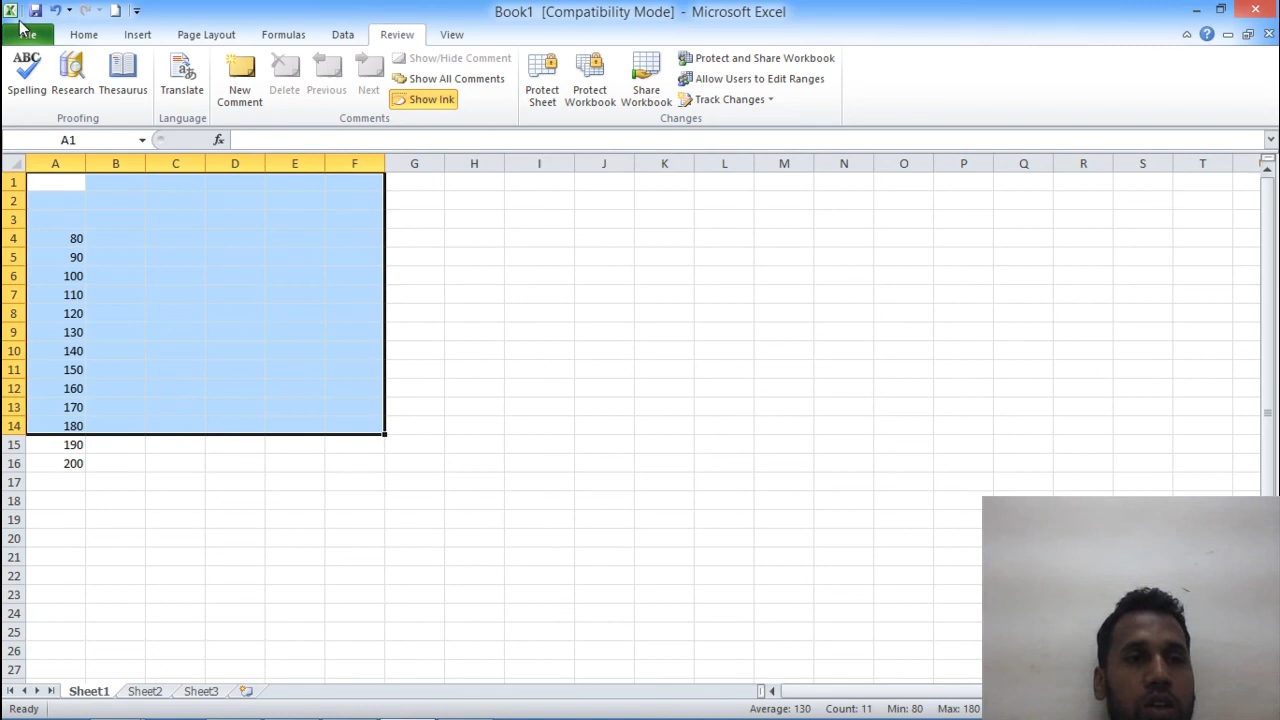 Book1 [Compatibility Mode] - Microsoft Excel
Home Insert Page Layout Formulas Data Review View
ABC
Spelling Research Thesaurus
Proofing
Translate
Language
New Comment
Delete Previous Next
Show/Hide Comment
Show All Comments
Show Ink
Comments
Protect Sheet
Protect Workbook
Share Workbook
Protect and Share Workbook
Allow Users to Edit Ranges
Track Changes
Changes
A1 fx
A B C D E F G H I J K L M N O P Q R S T
1
2
3
4 80
5 90
6 100
7 110
8 120
9 130
10 140
11 150
12 160
13 170
14 180
15 190
16 200
17
18
19
20
21
22
23
24
25
26
27
Sheet1 Sheet2 Sheet3
Ready Average: 130 Count: 11 Min: 80 Max: 180